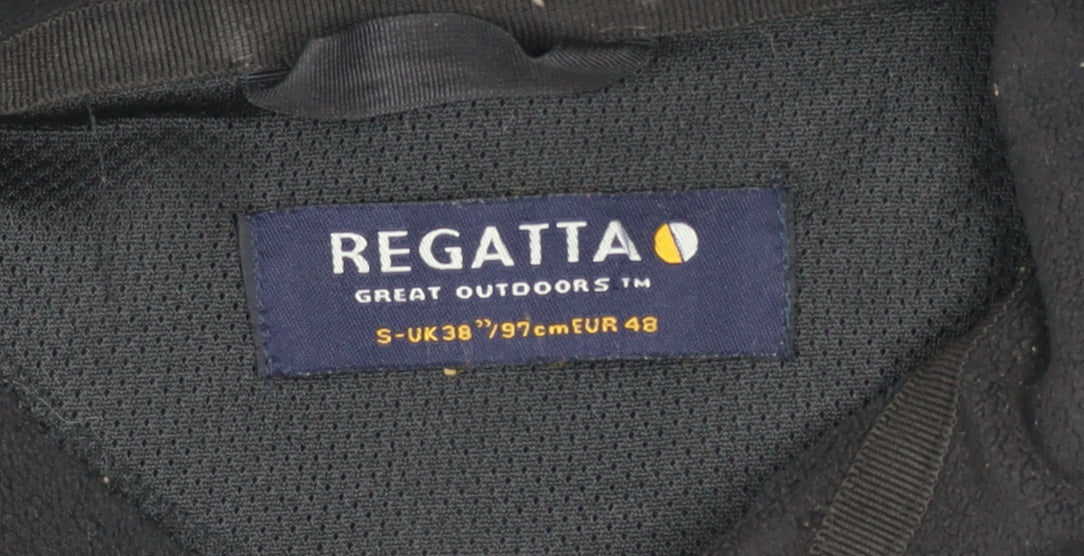 REGATTA
GREAT OUTDOORS ™
S-UK38"/97cmEUR 48